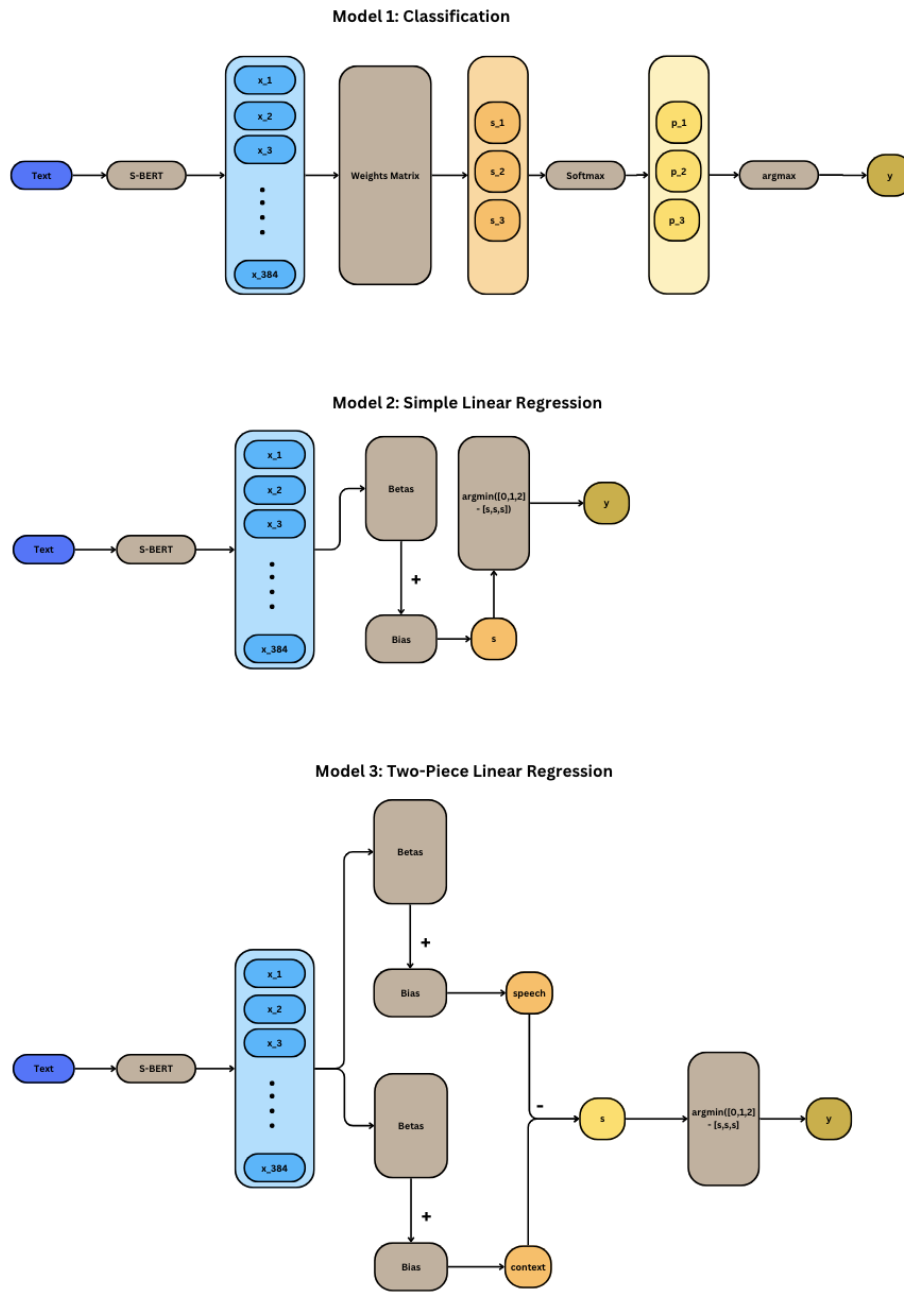 Model 1: Classification
Text
S-BERT
x_1
x_2
x_3
x_384
Weights Matrix
s_1
s_2
s_3
Softmax
p_1
p_2
p_3
argmax
y
Model 2: Simple Linear Regression
Text
S-BERT
x_1
x_2
x_3
x_384
Betas
+
Bias
s
argmin([0,1,2]
- [s,s,s])
y
Model 3: Two-Piece Linear Regression
Text
S-BERT
x_1
x_2
x_3
x_384
Betas
+
Bias
speech
Betas
+
Bias
context
-
s
argmin([0,1,2]
- [s,s,s]
y